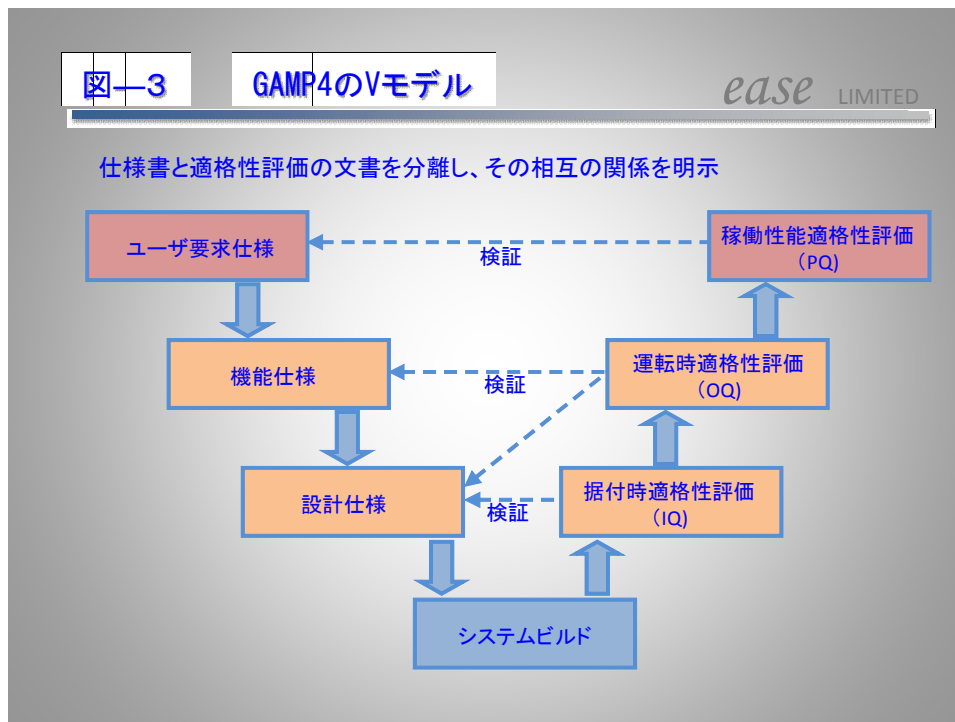 図―3 GAMP4のVモデル
ease LIMITED
仕様書と適格性評価の文書を分離し、その相互の関係を明示
ユーザ要求仕様
検証
稼働性能適格性評価
(PQ)
機能仕様
検証
運転時適格性評価
(OQ)
設計仕様
検証
据付時適格性評価
(IQ)
システムビルド